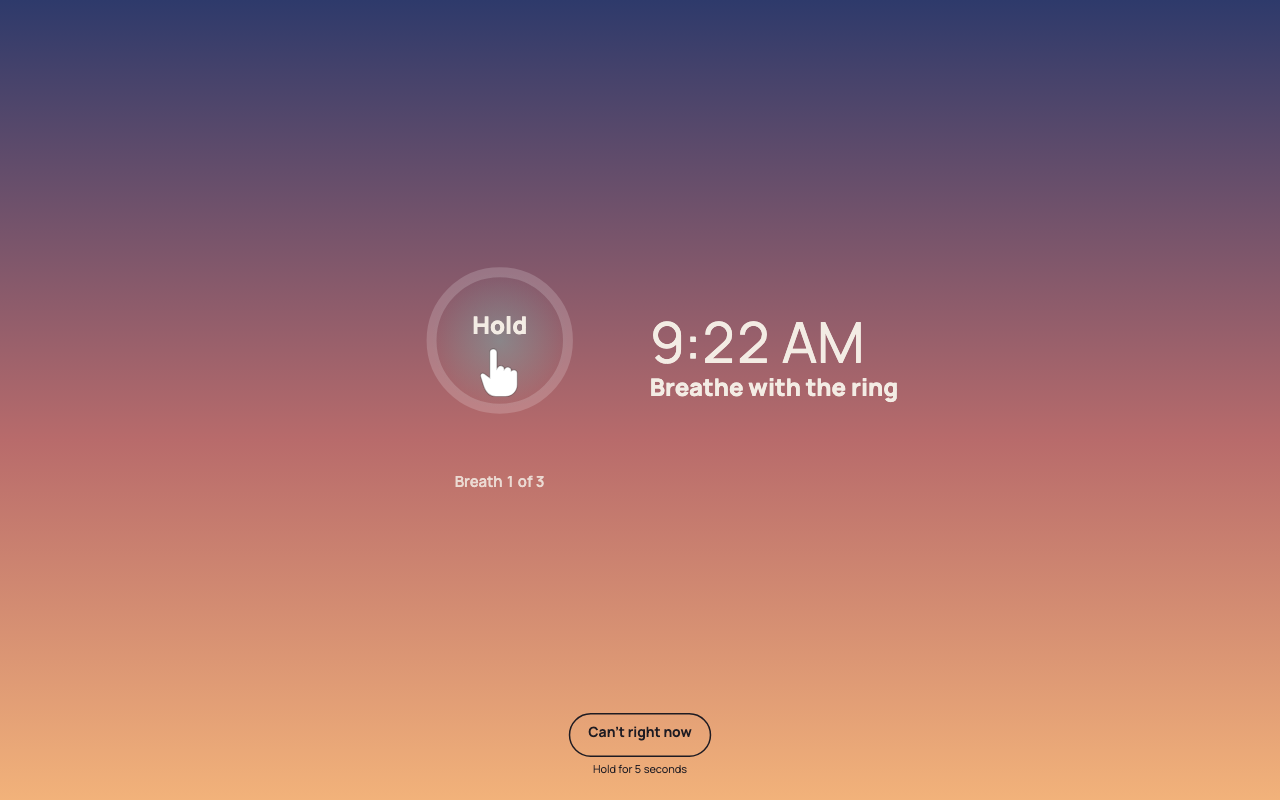 Hold
9:22 AM
Breathe with the ring
Breath 1 of 3
Can't right now
Hold for 5 seconds